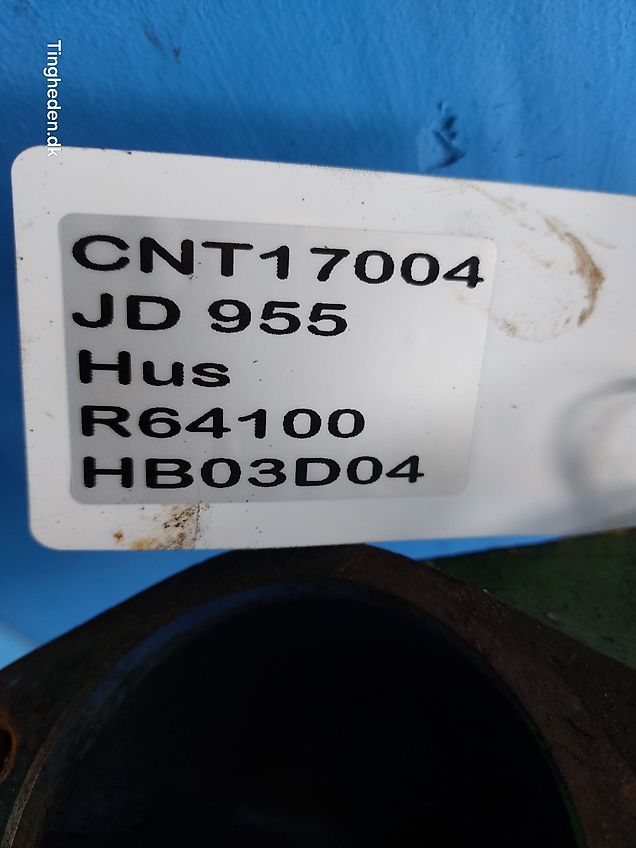 Tingheden.dk
CNT17004
JD 955
Hus
R64100
HB03D04